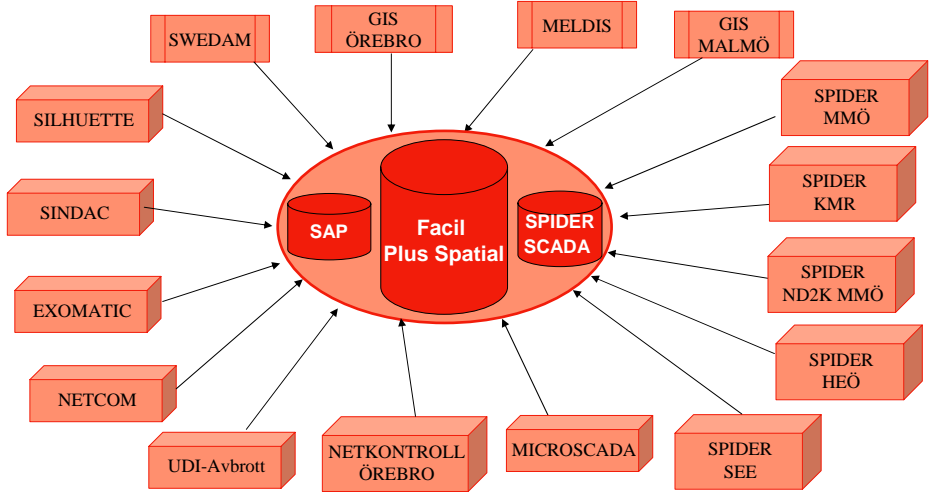 SWEDAM
GIS
ÖREBRO
MELDIS
GIS
MALMÖ
SILHUETTE
SPIDER
MMÖ
SINDAC
SPIDER
KMR
SAP
Facil
Plus Spatial
SPIDER
SCADA
EXOMATIC
SPIDER
ND2K MMÖ
NETCOM
SPIDER
HEÖ
UDI-Avbrott
NETKONTROLL
ÖREBRO
MICROSCADA
SPIDER
SEE